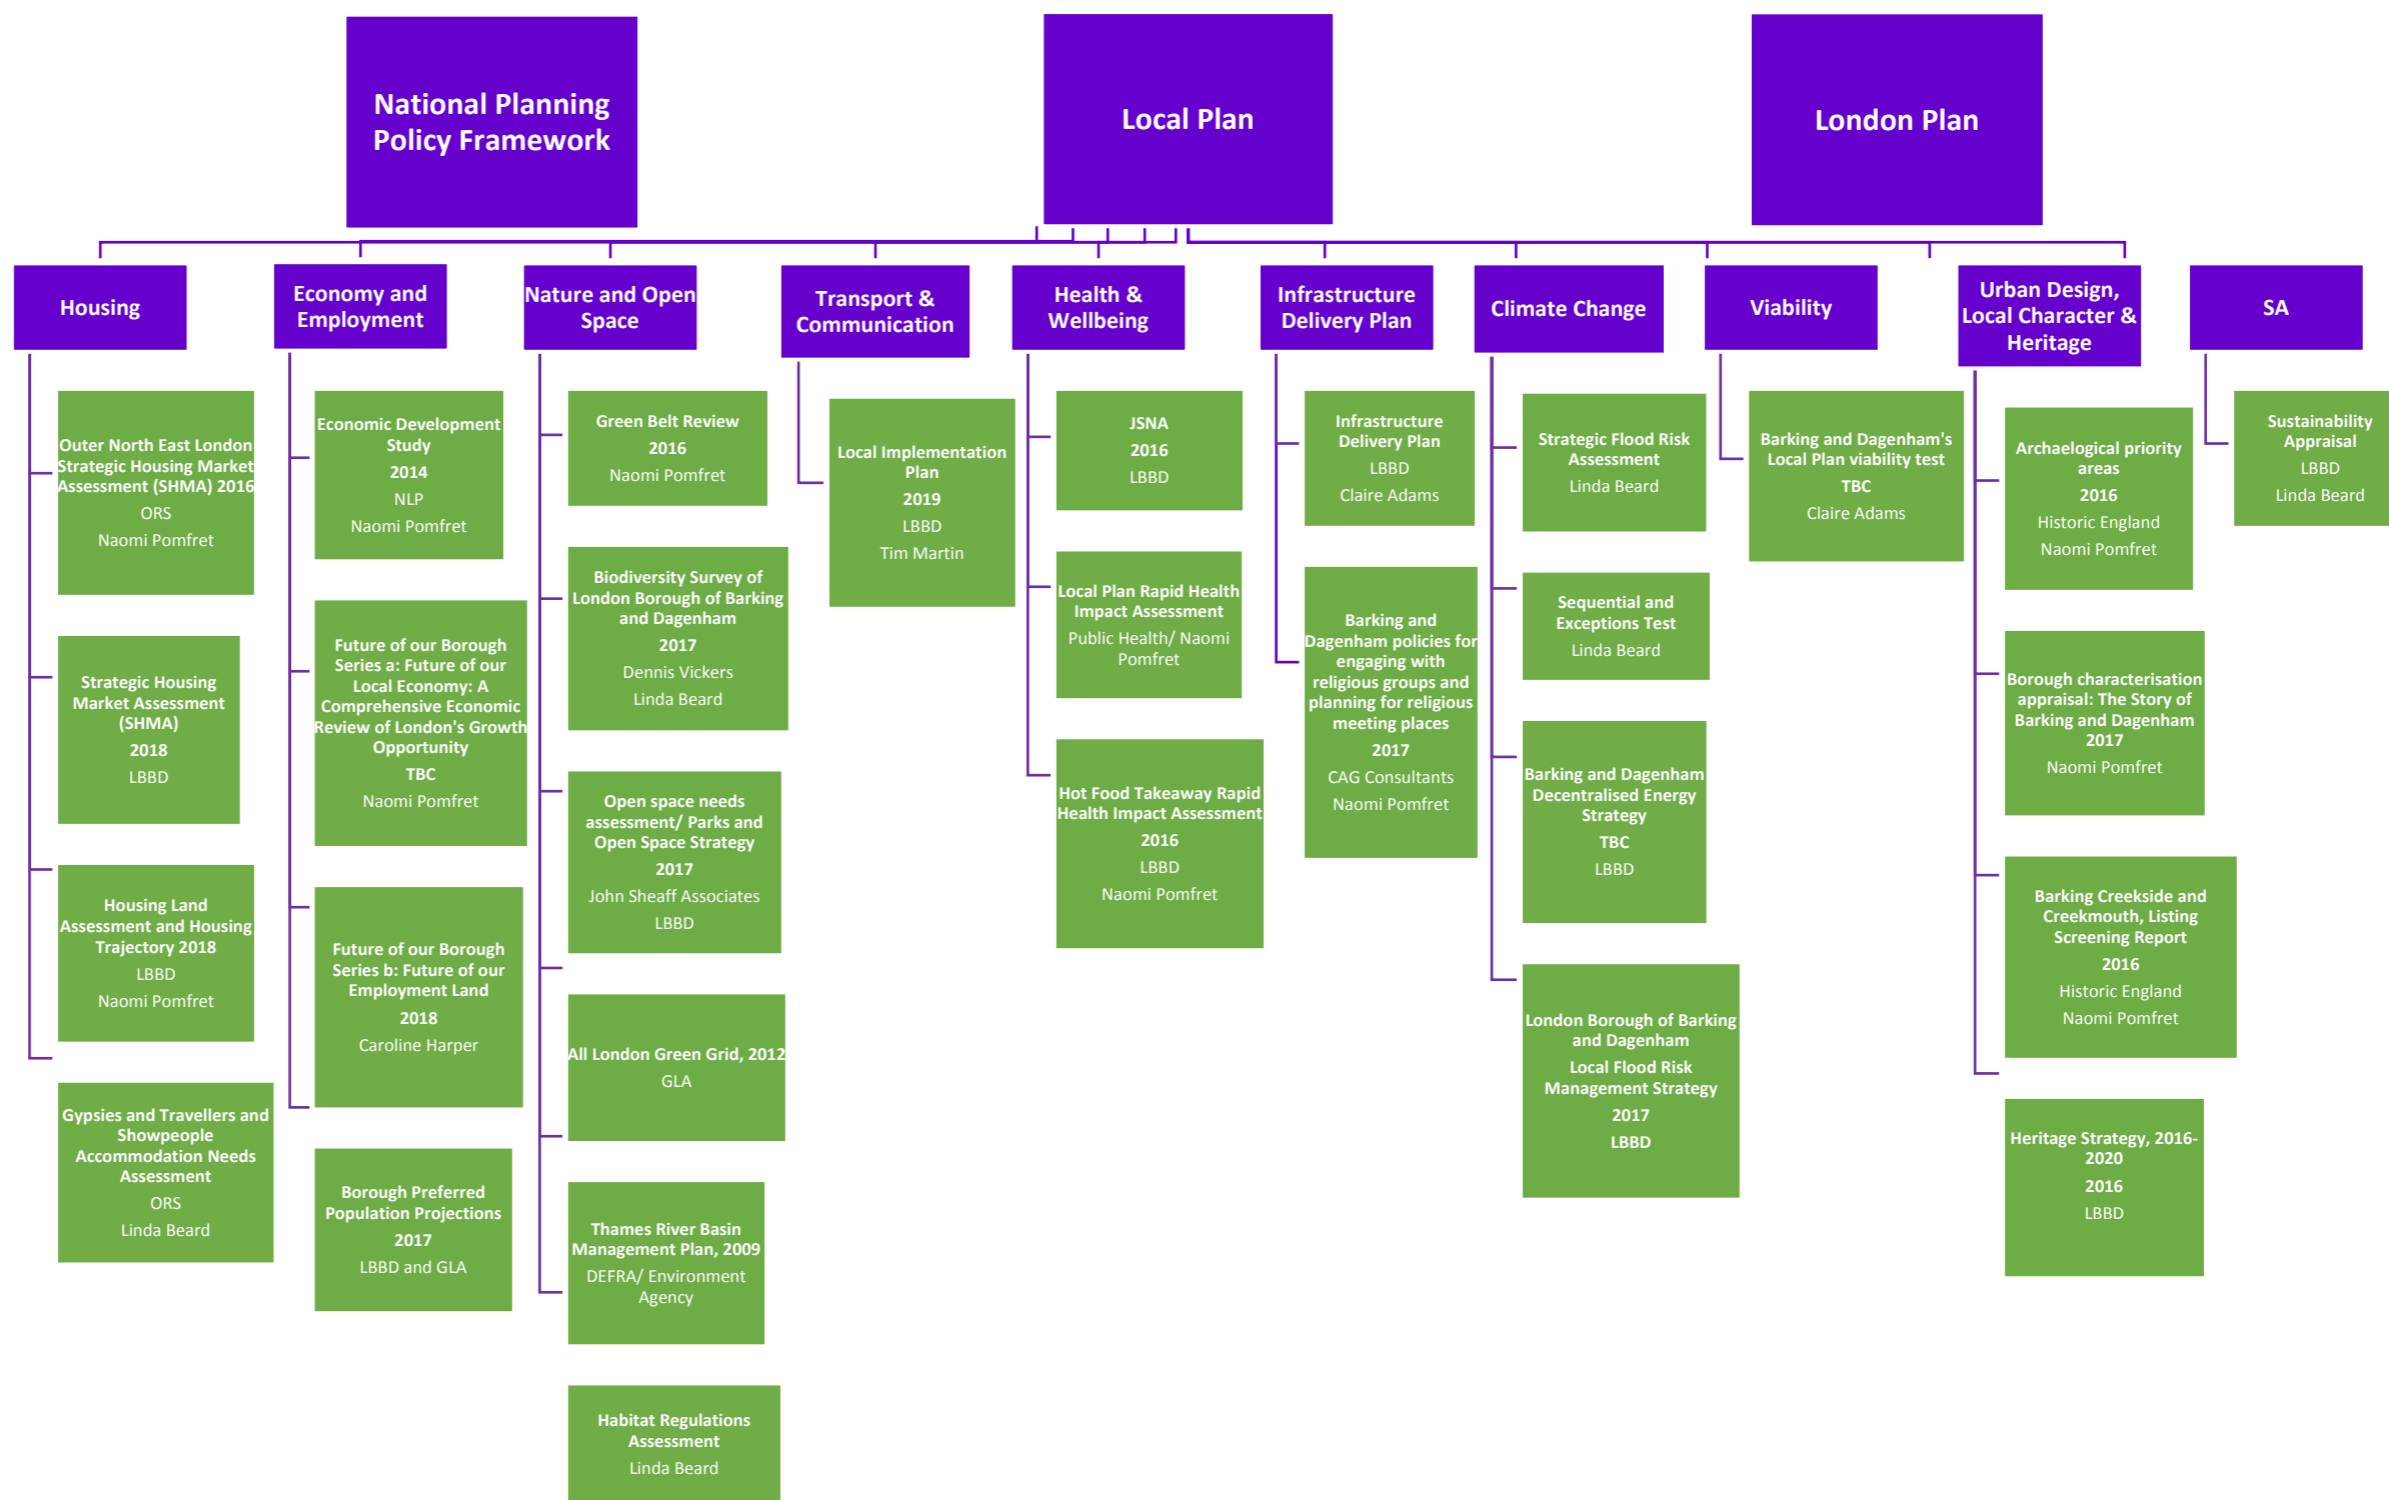 National Planning
Policy Framework
Local Plan
London Plan
Housing
Outer North East London
Strategic Housing Market
Assessment (SHMA) 2016
ORS
Naomi Pomfret
Strategic Housing
Market Assessment
(SHMA)
2018
LBBD
Housing Land
Assessment and Housing
Trajectory 2018
LBBD
Naomi Pomfret
Gypsies and Travellers and
Showpeople
Accommodation Needs
Assessment
ORS
Linda Beard
Economy and
Employment
Economic Development
Study
2014
NLP
Naomi Pomfret
Future of our Borough
Series a: Future of our
Local Economy: A
Comprehensive Economic
Review of London's Growth
Opportunity
TBC
Naomi Pomfret
Future of our Borough
Series b: Future of our
Employment Land
2018
Caroline Harper
Borough Preferred
Population Projections
2017
LBBD and GLA
Nature and Open
Space
Green Belt Review
2016
Naomi Pomfret
Biodiversity Survey of
London Borough of Barking
and Dagenham
2017
Dennis Vickers
Linda Beard
Open space needs
assessment/ Parks and
Open Space Strategy
2017
John Sheaff Associates
LBBD
All London Green Grid, 2012
GLA
Thames River Basin
Management Plan, 2009
DEFRA/ Environment
Agency
Habitat Regulations
Assessment
Linda Beard
Transport &
Communication
Local Implementation
Plan
2019
LBBD
Tim Martin
Health &
Wellbeing
JSNA
2016
LBBD
Local Plan Rapid Health
Impact Assessment
Public Health/ Naomi
Pomfret
Hot Food Takeaway Rapid
Health Impact Assessment
2016
LBBD
Naomi Pomfret
Infrastructure
Delivery Plan
Infrastructure
Delivery Plan
LBBD
Claire Adams
Barking and
Dagenham policies for
engaging with
religious groups and
planning for religious
meeting places
2017
CAG Consultants
Naomi Pomfret
Climate Change
Strategic Flood Risk
Assessment
Linda Beard
Sequential and
Exceptions Test
Linda Beard
Barking and Dagenham
Decentralised Energy
Strategy
TBC
LBBD
London Borough of Barking
and Dagenham
Local Flood Risk
Management Strategy
2017
LBBD
Viability
Barking and Dagenham's
Local Plan viability test
TBC
Claire Adams
Urban Design,
Local Character &
Heritage
Archaelogical priority
areas
2016
Historic England
Naomi Pomfret
Borough characterisation
appraisal: The Story of
Barking and Dagenham
2017
Naomi Pomfret
Barking Creekside and
Creekmouth, Listing
Screening Report
2016
Historic England
Naomi Pomfret
Heritage Strategy, 2016-
2020
2016
LBBD
SA
Sustainability
Appraisal
LBBD
Linda Beard